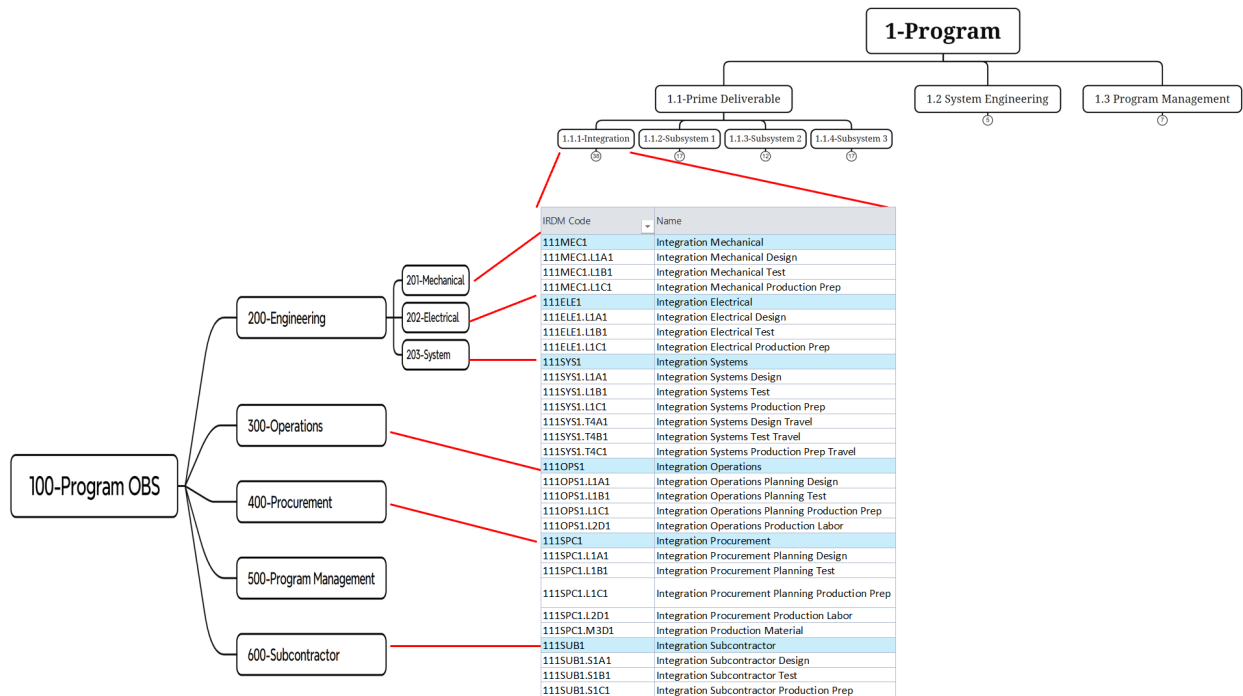 1-Program
1.1-Prime Deliverable
1.2 System Engineering
1.3 Program Management
5
7
1.1.1-Integration
1.1.2-Subsystem 1
1.1.3-Subsystem 2
1.1.4-Subsystem 3
38
17
12
17
100-Program OBS
200-Engineering
201-Mechanical
202-Electrical
203-System
300-Operations
400-Procurement
500-Program Management
600-Subcontractor
IRDM Code Name
111MEC1 Integration Mechanical
111MEC1.L1A1 Integration Mechanical Design
111MEC1.L1B1 Integration Mechanical Test
111MEC1.L1C1 Integration Mechanical Production Prep
111ELE1 Integration Electrical
111ELE1.L1A1 Integration Electrical Design
111ELE1.L1B1 Integration Electrical Test
111ELE1.L1C1 Integration Electrical Production Prep
111SYS1 Integration Systems
111SYS1.L1A1 Integration Systems Design
111SYS1.L1B1 Integration Systems Test
111SYS1.L1C1 Integration Systems Production Prep
111SYS1.T4A1 Integration Systems Design Travel
111SYS1.T4B1 Integration Systems Test Travel
111SYS1.T4C1 Integration Systems Production Prep Travel
111OPS1 Integration Operations
111OPS1.L1A1 Integration Operations Planning Design
111OPS1.L1B1 Integration Operations Planning Test
111OPS1.L1C1 Integration Operations Planning Production Prep
111OPS1.L2D1 Integration Operations Production Labor
111SPC1 Integration Procurement
111SPC1.L1A1 Integration Procurement Planning Design
111SPC1.L1B1 Integration Procurement Planning Test
111SPC1.L1C1 Integration Procurement Planning Production Prep
111SPC1.L2D1 Integration Procurement Production Labor
111SPC1.M3D1 Integration Production Material
111SUB1 Integration Subcontractor
111SUB1.S1A1 Integration Subcontractor Design
111SUB1.S1B1 Integration Subcontractor Test
111SUB1.S1C1 Integration Subcontractor Production Prep